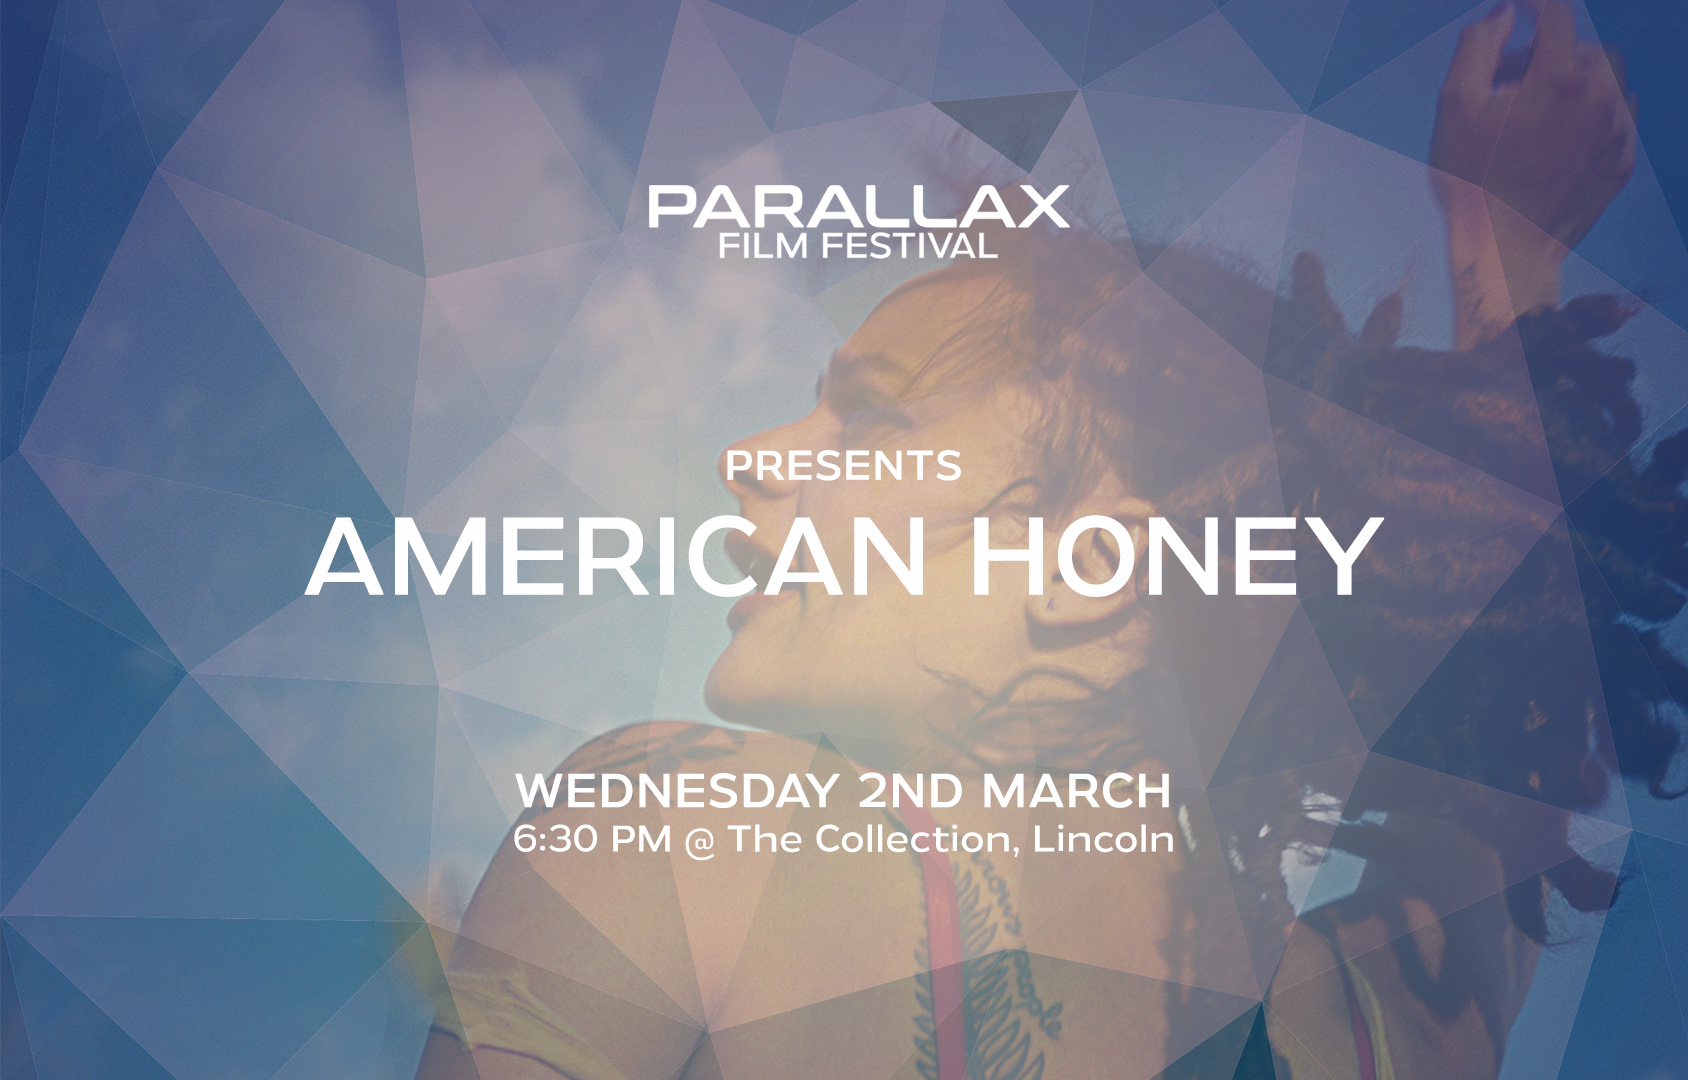 PARALLAX
FILM FESTIVAL
PRESENTS
AMERICAN HONEY
WEDNESDAY 2ND MARCH
6:30 PM @ The Collection, Lincoln